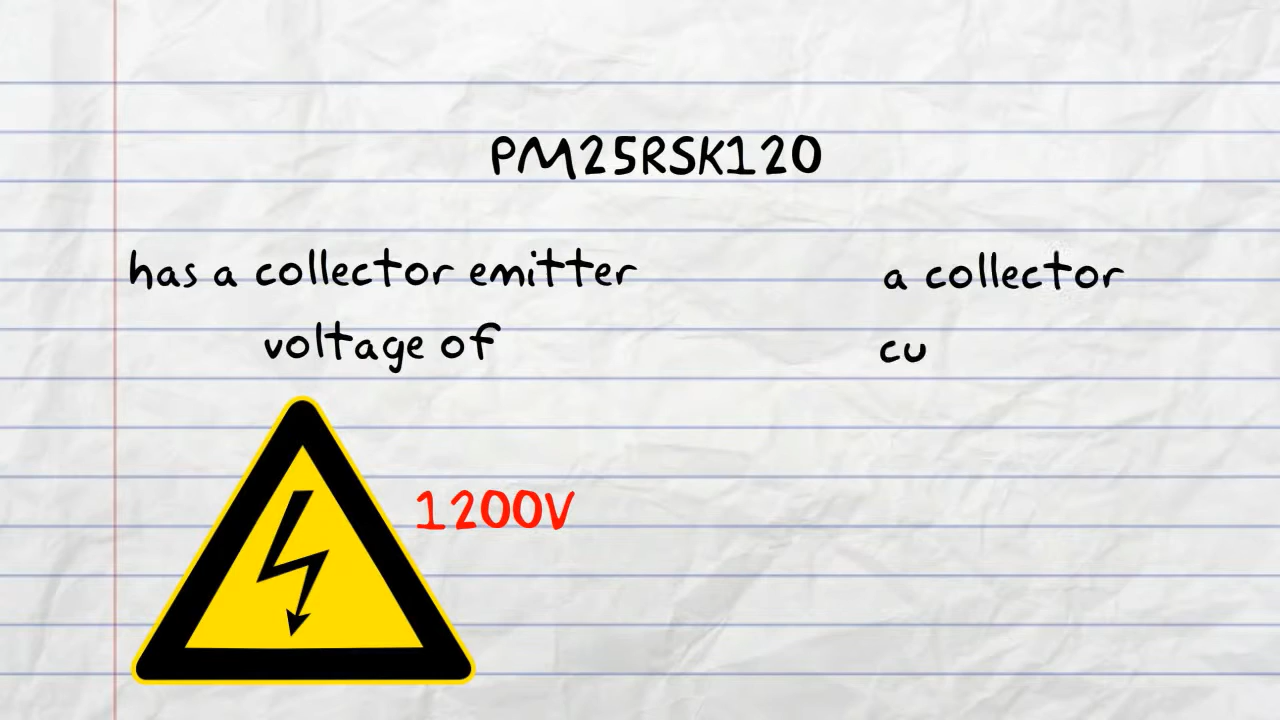 PM25RSK120
has a collector emitter
voltage of
1200V
a collector
cu